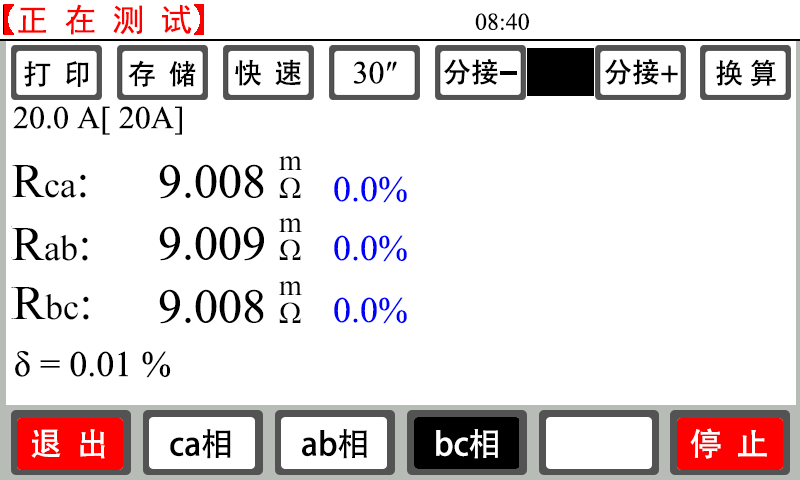 【正在测试】 08:40
打印 存储 快速 30″ 分接- 分接+ 换算
20.0 A[ 20A]
Rca: 9.008 mΩ 0.0%
Rab: 9.009 mΩ 0.0%
Rbc: 9.008 mΩ 0.0%
δ = 0.01 %
退出 ca相 ab相 bc相 停止